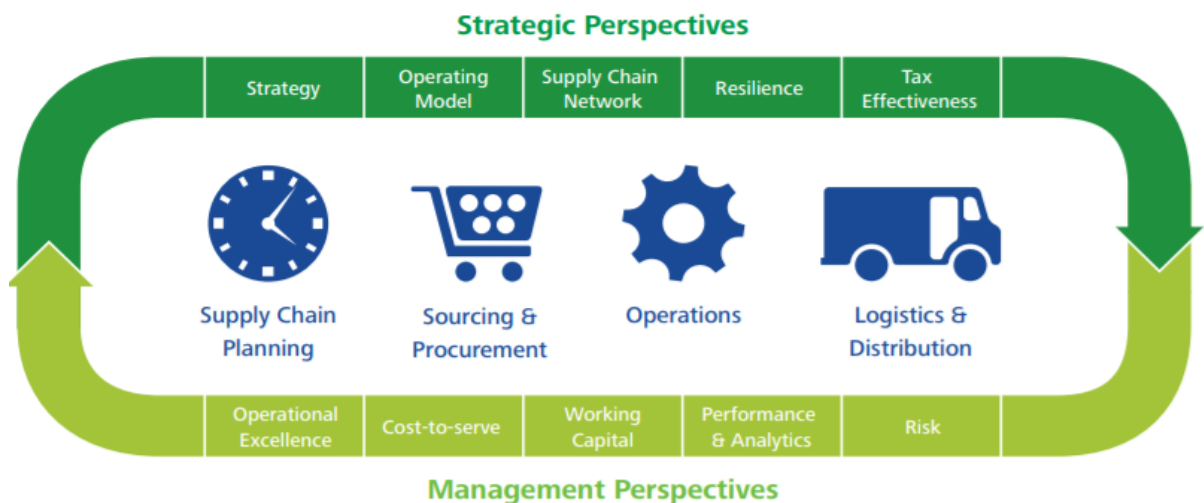 Strategic Perspectives
Strategy
Operating
Model
Supply Chain
Network
Resilience
Tax
Effectiveness
Supply Chain
Planning
Sourcing &
Procurement
Operations
Logistics &
Distribution
Operational
Excellence
Cost-to-serve
Working
Capital
Performance
& Analytics
Risk
Management Perspectives